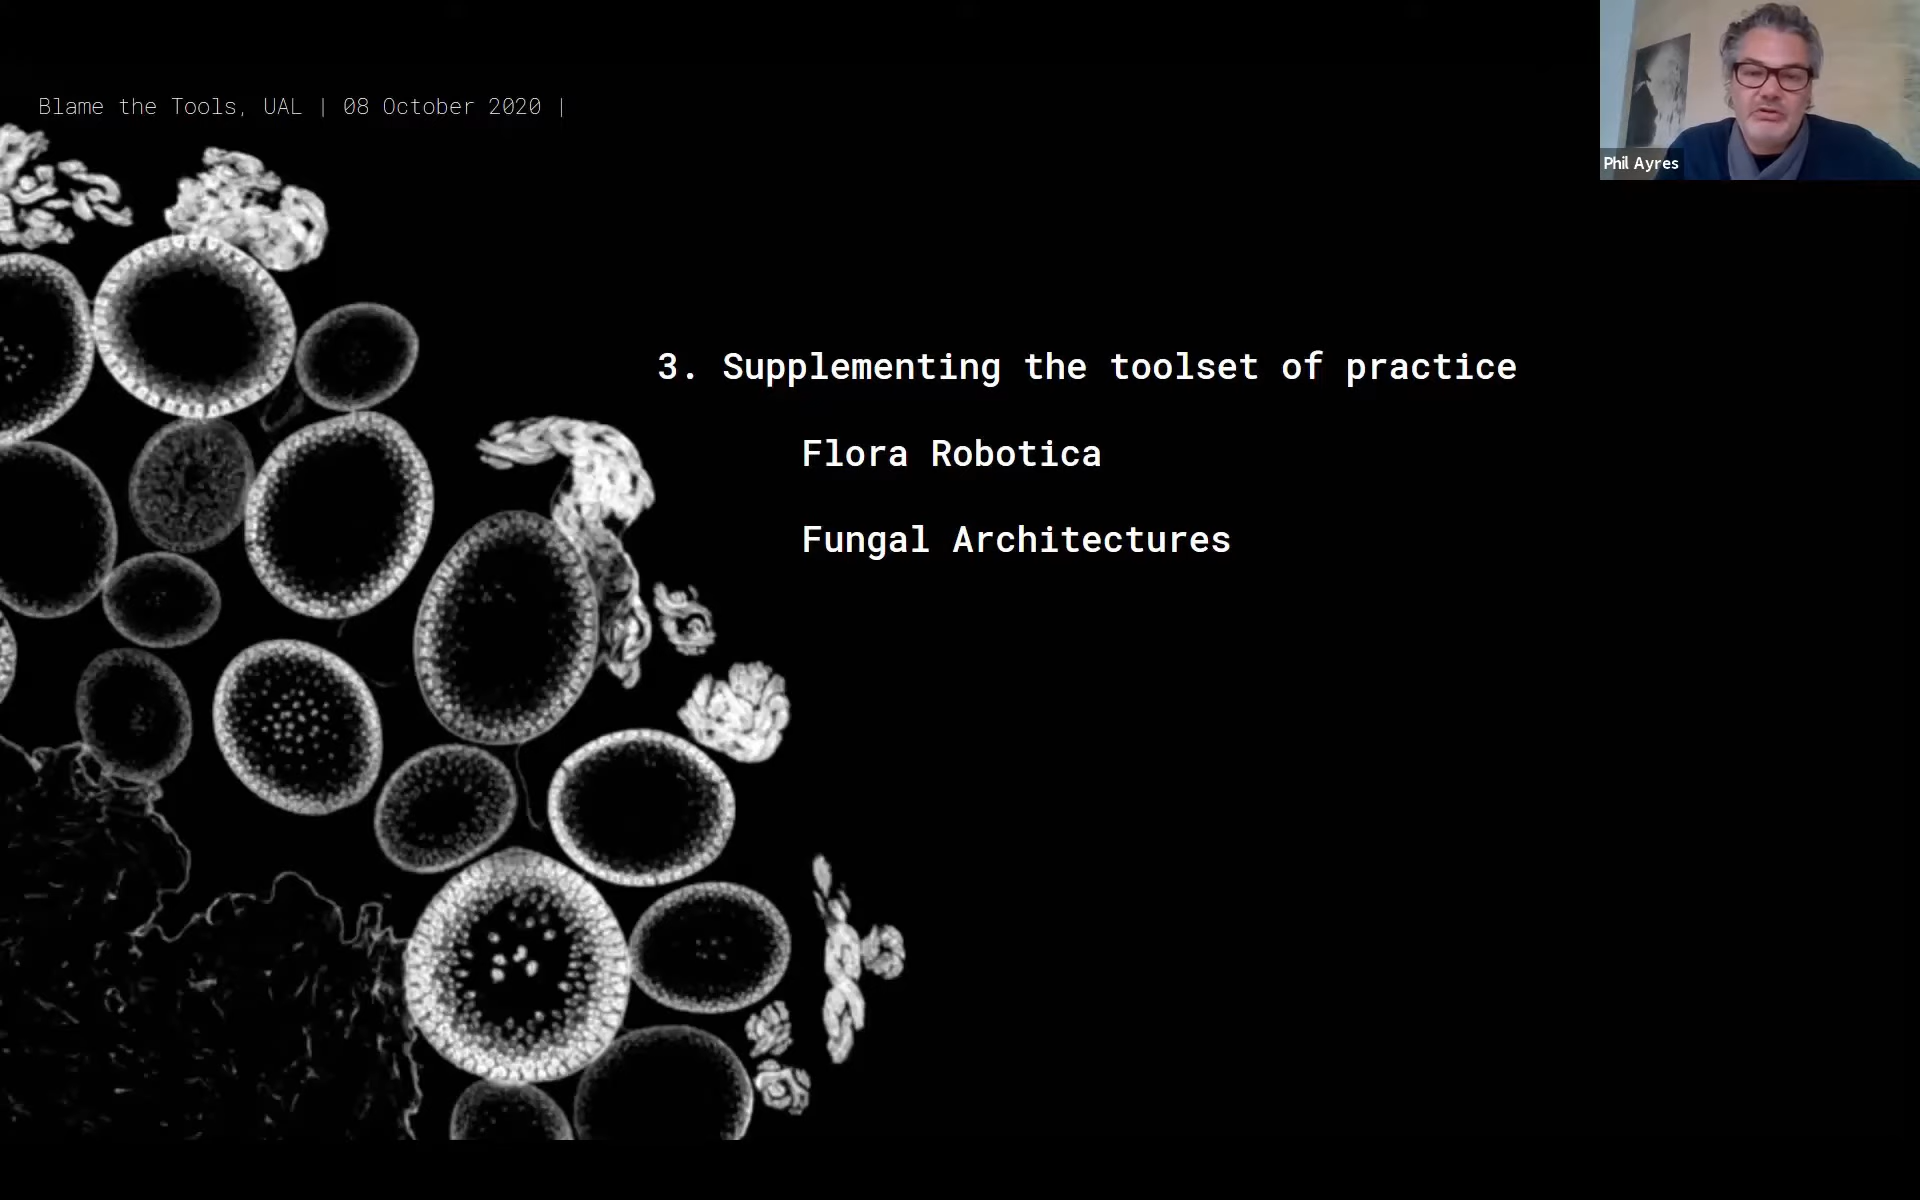 Blame the Tools, UAL | 08 October 2020 |
Phil Ayres
3. Supplementing the toolset of practice
Flora Robotica
Fungal Architectures